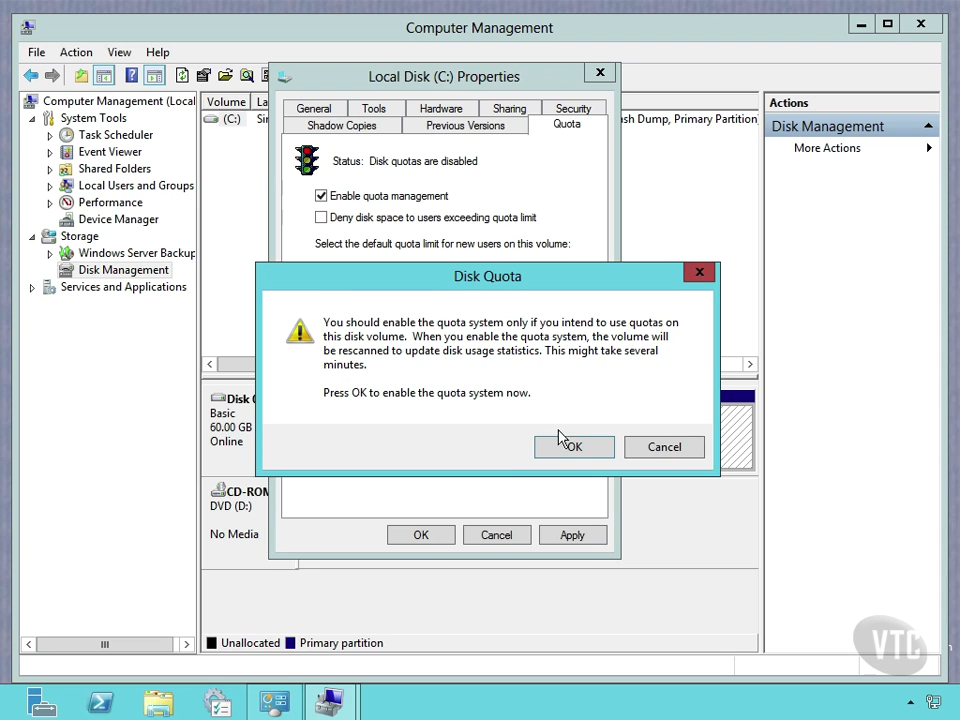 Computer Management
File Action View Help
Local Disk (C:) Properties
Computer Management (Local
System Tools
Task Scheduler
Event Viewer
Shared Folders
Local Users and Groups
Performance
Device Manager
Storage
Windows Server Backup
Disk Management
Services and Applications
Volume
(C:)
General Tools Hardware Sharing Security
Shadow Copies Previous Versions Quota
Status: Disk quotas are disabled
Enable quota management
Deny disk space to users exceeding quota limit
Select the default quota limit for new users on this volume:
Dump, Primary Partition)
Actions
Disk Management
More Actions
Disk Quota
You should enable the quota system only if you intend to use quotas on
this disk volume. When you enable the quota system, the volume will
be rescanned to update disk usage statistics. This might take several
minutes.
Press OK to enable the quota system now.
OK Cancel
Disk
Basic
60.00 GB
Online
CD-ROM
DVD (D:)
No Media
OK Cancel Apply
Unallocated Primary partition
VTC